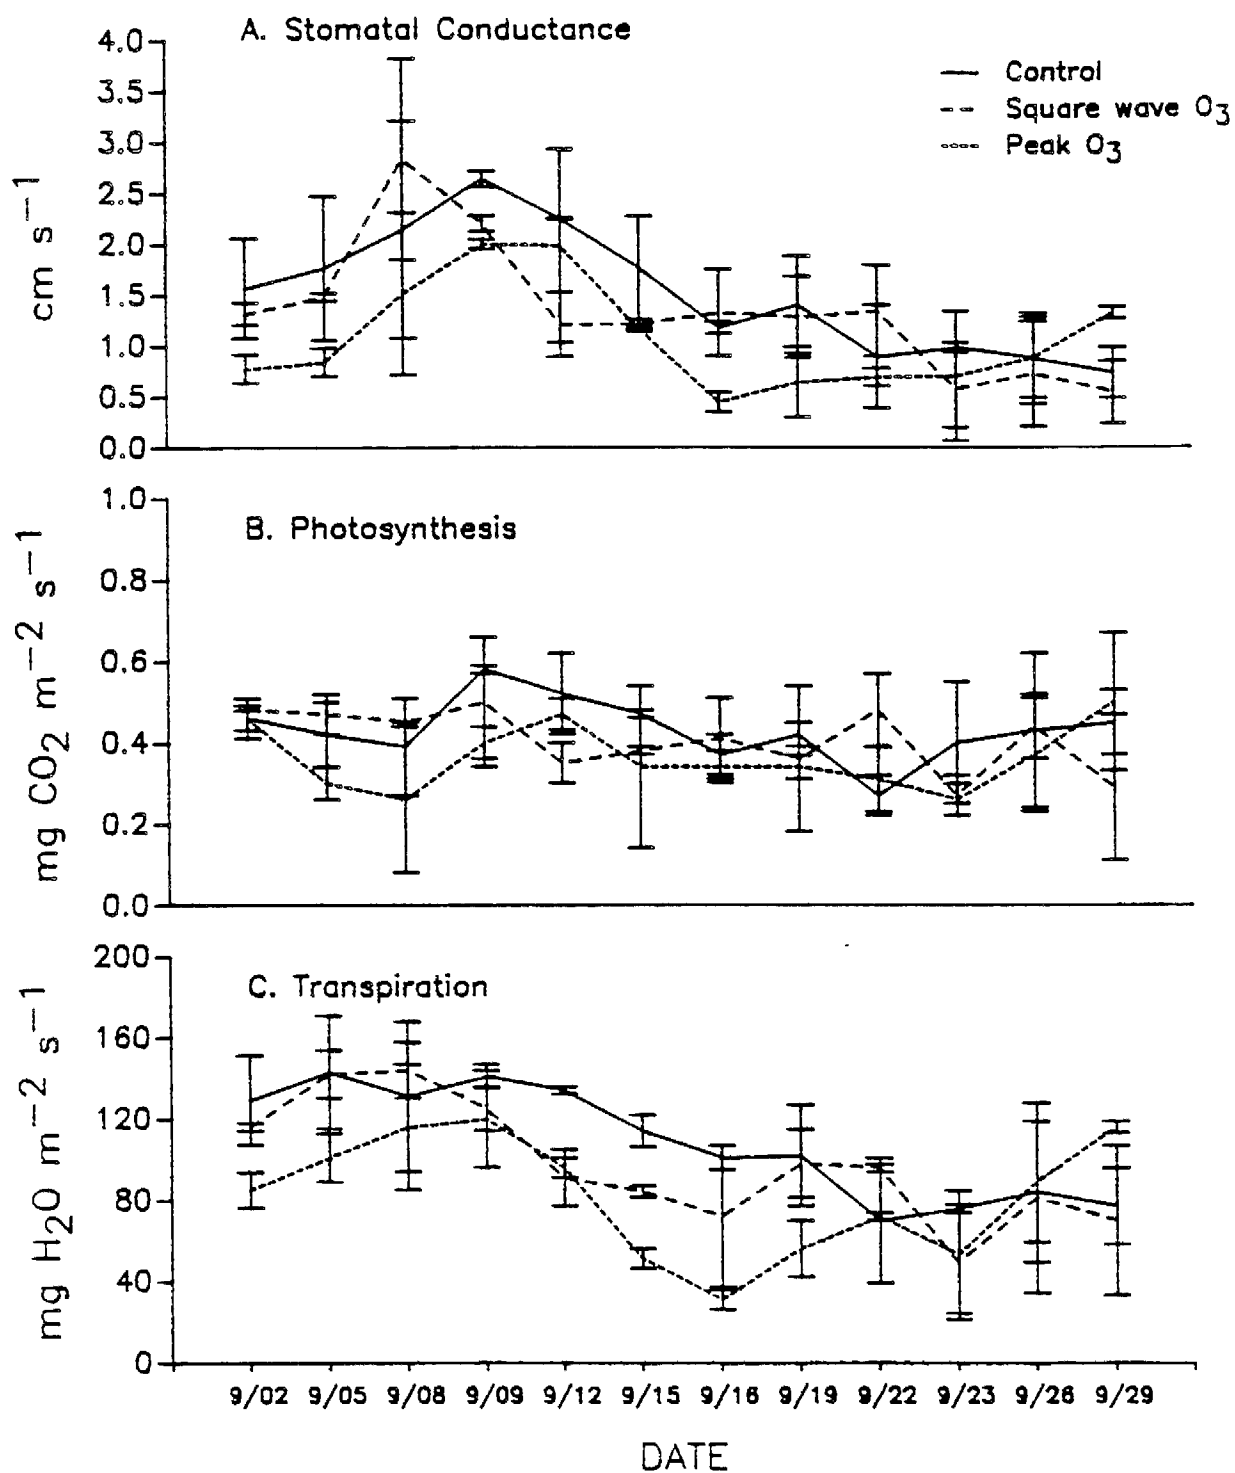 A. Stomatal Conductance
4.0
3.5
3.0
2.5
2.0
1.5
1.0
0.5
0.0
cm s−1
Control
Square wave O3
Peak O3
B. Photosynthesis
1.0
0.8
0.6
0.4
0.2
0.0
mg CO2 m−2 s−1
C. Transpiration
200
160
120
80
40
0
mg H2O m−2 s−1
9/02 9/05 9/08 9/09 9/12 9/15 9/16 9/19 9/22 9/23 9/26 9/29
DATE